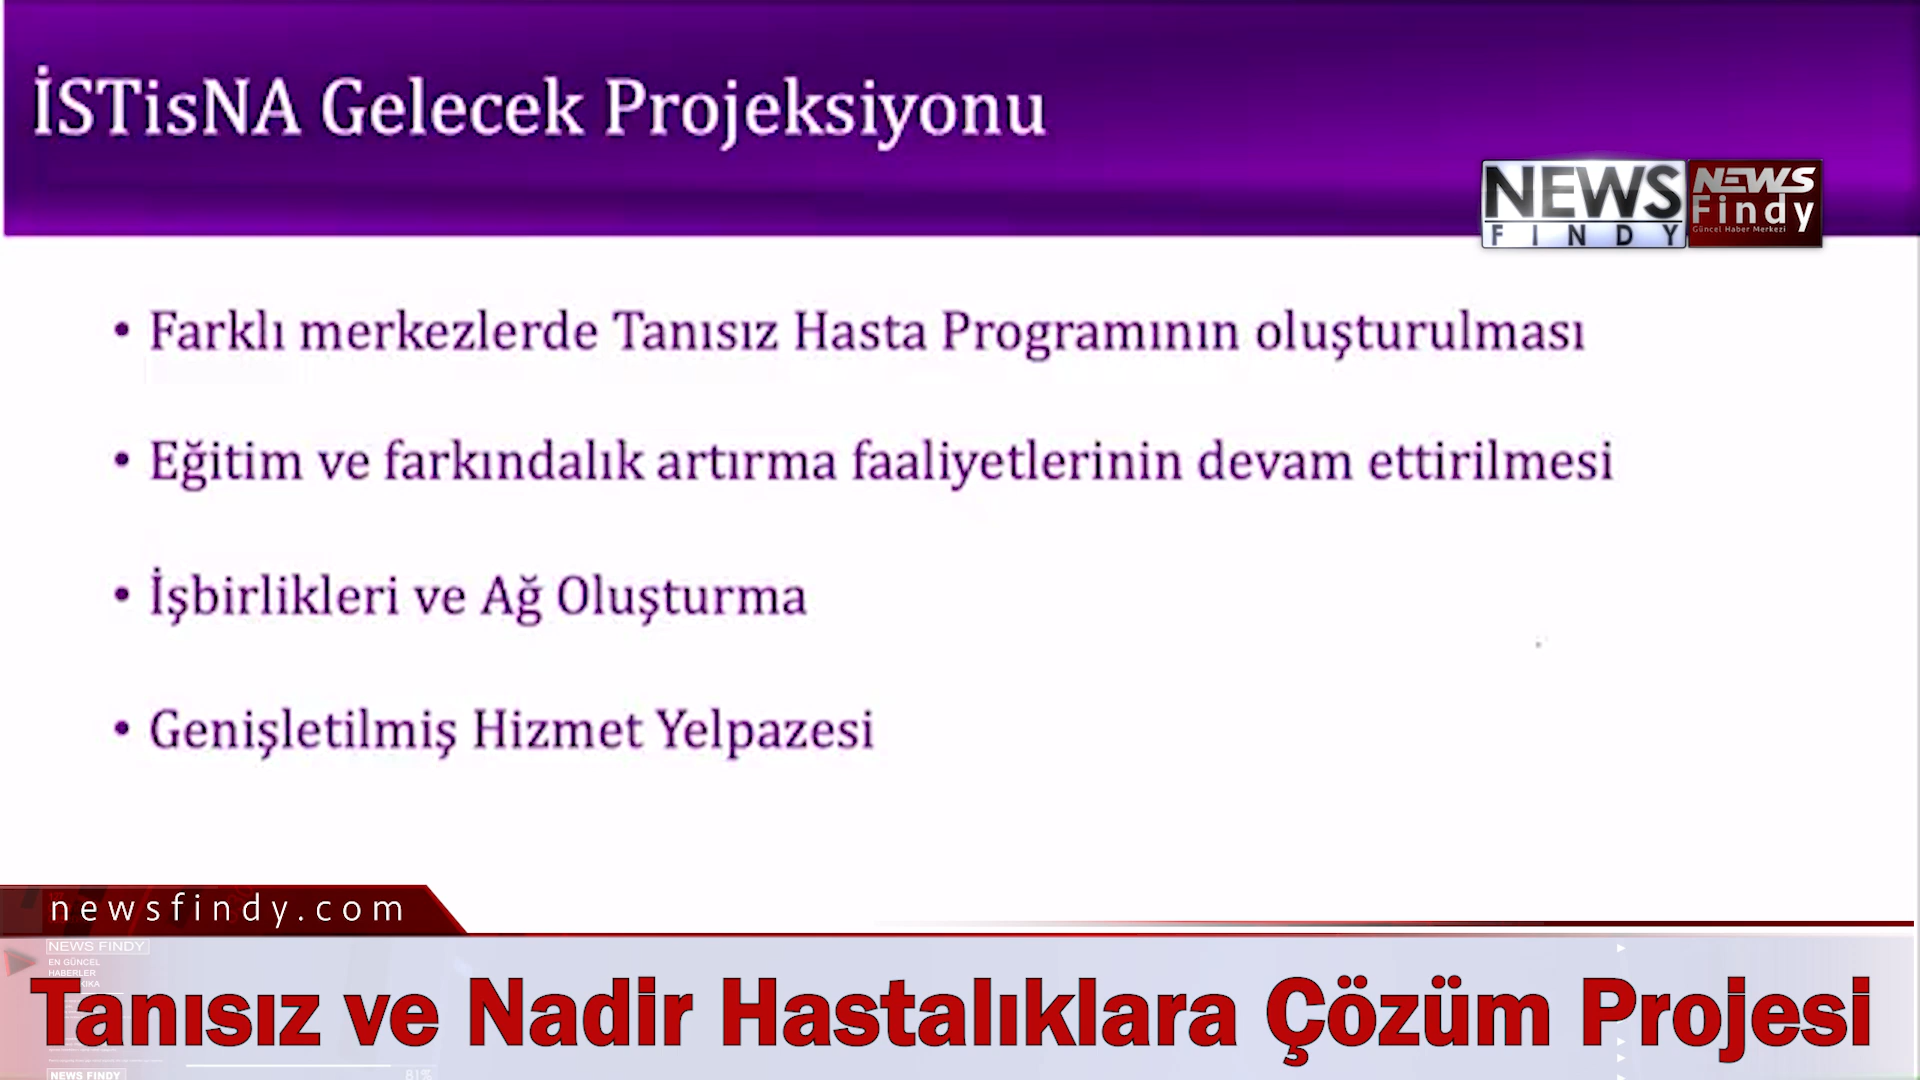 İSTisNA Gelecek Projeksiyonu
NEWS
FINDY
NEWS
Findy
Güncel Haber Merkezi
• Farklı merkezlerde Tanısız Hasta Programının oluşturulması
• Eğitim ve farkındalık artırma faaliyetlerinin devam ettirilmesi
• İşbirlikleri ve Ağ Oluşturma
• Genişletilmiş Hizmet Yelpazesi
newsfindy.com
NEWS FINDY
EN GÜNCEL
HABERLER
Tanısız ve Nadir Hastalıklara Çözüm Projesi
NEWS FINDY
81%